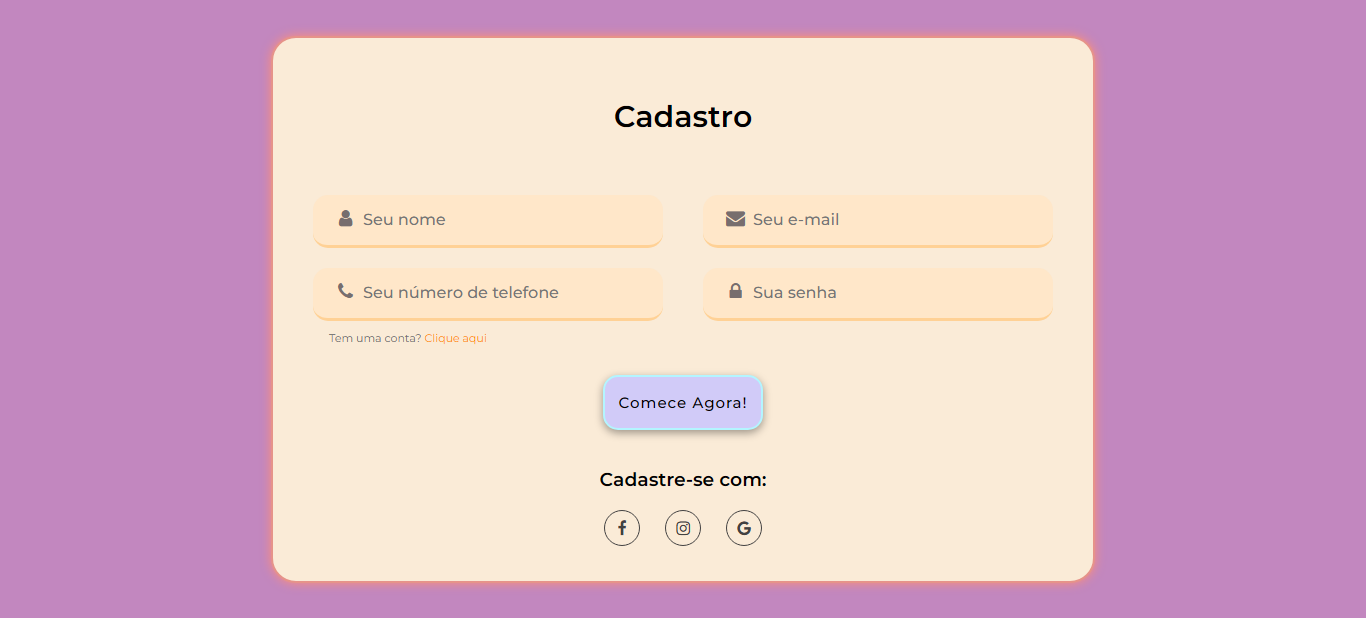 Cadastro
Seu nome
Seu e-mail
Seu número de telefone
Sua senha
Tem uma conta? Clique aqui
Comece Agora!
Cadastre-se com: